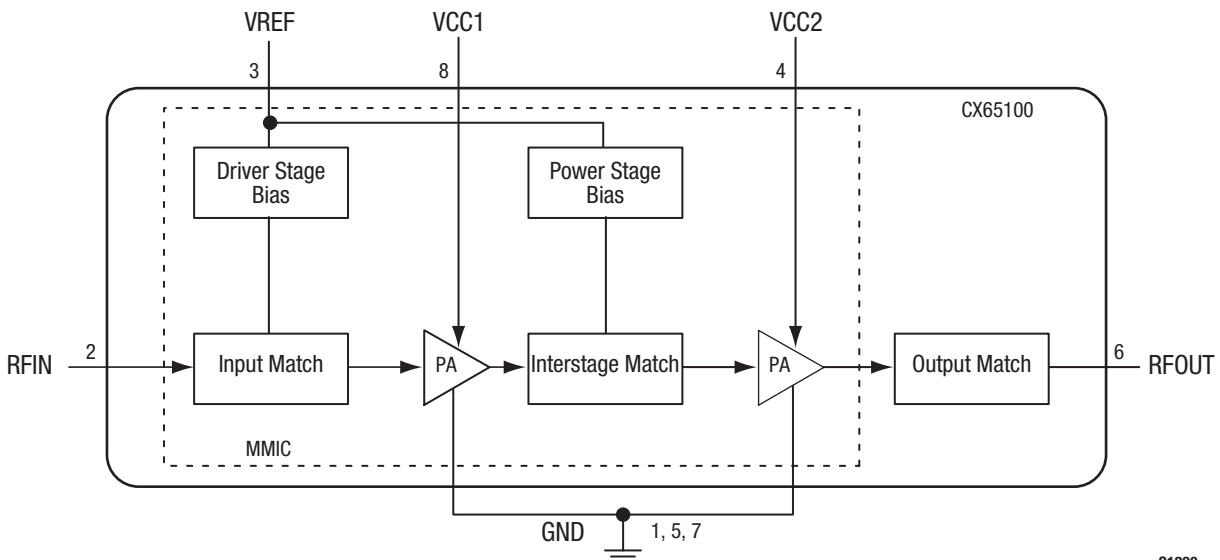 VREF
VCC1
VCC2
3
8
4
CX65100
Driver Stage
Bias
Power Stage
Bias
RFIN
2
Input Match
PA
Interstage Match
PA
Output Match
6
RFOUT
MMIC
GND
1, 5, 7